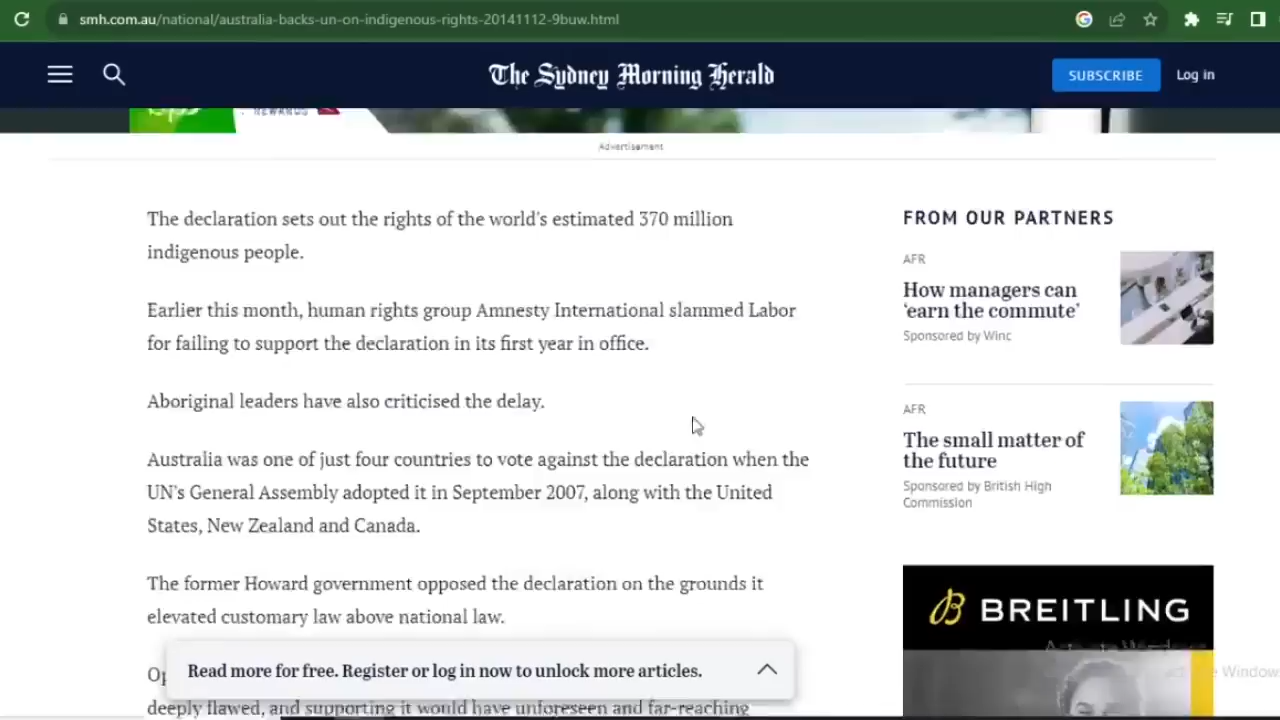 smh.com.au/national/australia-backs-un-on-indigenous-rights-20141112-9buw.html
The Sydney Morning Herald
SUBSCRIBE
Log in
Advertisement
The declaration sets out the rights of the world's estimated 370 million
indigenous people.
Earlier this month, human rights group Amnesty International slammed Labor
for failing to support the declaration in its first year in office.
Aboriginal leaders have also criticised the delay.
Australia was one of just four countries to vote against the declaration when the
UN's General Assembly adopted it in September 2007, along with the United
States, New Zealand and Canada.
The former Howard government opposed the declaration on the grounds it
elevated customary law above national law.
Read more for free. Register or log in now to unlock more articles.
deeply flawed, and supporting it would have unforeseen and far-reaching
FROM OUR PARTNERS
AFR
How managers can
‘earn the commute’
Sponsored by Winc
AFR
The small matter of
the future
Sponsored by British High
Commission
BREITLING